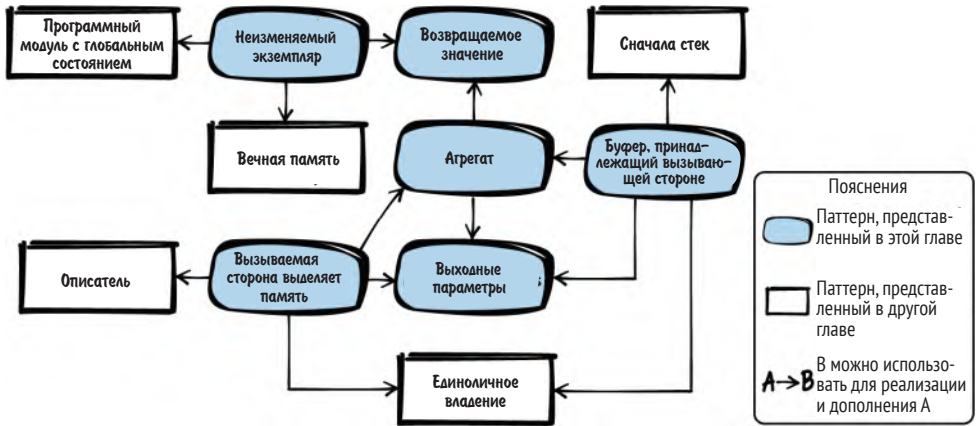 Программный
модуль с глобальным
состоянием
Неизменяемый
экземпляр
Возвращаемое
значение
Сначала стек
Вечная память
Агрегат
Буфер, принад-
лежащий вызываю-
щей стороне
Описатель
Вызываемая
сторона выделяет
память
Выходные
параметры
Единоличное
владение
Пояснения
Паттерн, представ-
ленный в этой главе
Паттерн, представ-
ленный в другой
главе
A→B
В можно использо-
вать для реализации
и дополнения А